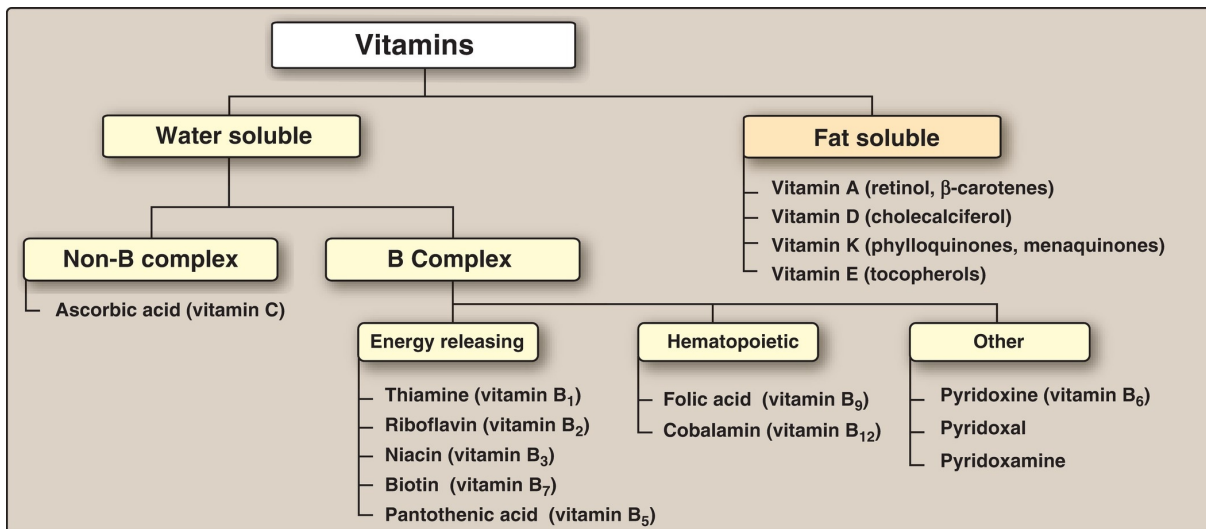 Vitamins
Water soluble
Fat soluble
Vitamin A (retinol, β-carotenes)
Vitamin D (cholecalciferol)
Vitamin K (phylloquinones, menaquinones)
Vitamin E (tocopherols)
Non-B complex
Ascorbic acid (vitamin C)
B Complex
Energy releasing
Thiamine (vitamin B₁)
Riboflavin (vitamin B₂)
Niacin (vitamin B₃)
Biotin (vitamin B₇)
Pantothenic acid (vitamin B₅)
Hematopoietic
Folic acid (vitamin B₉)
Cobalamin (vitamin B₁₂)
Other
Pyridoxine (vitamin B₆)
Pyridoxal
Pyridoxamine